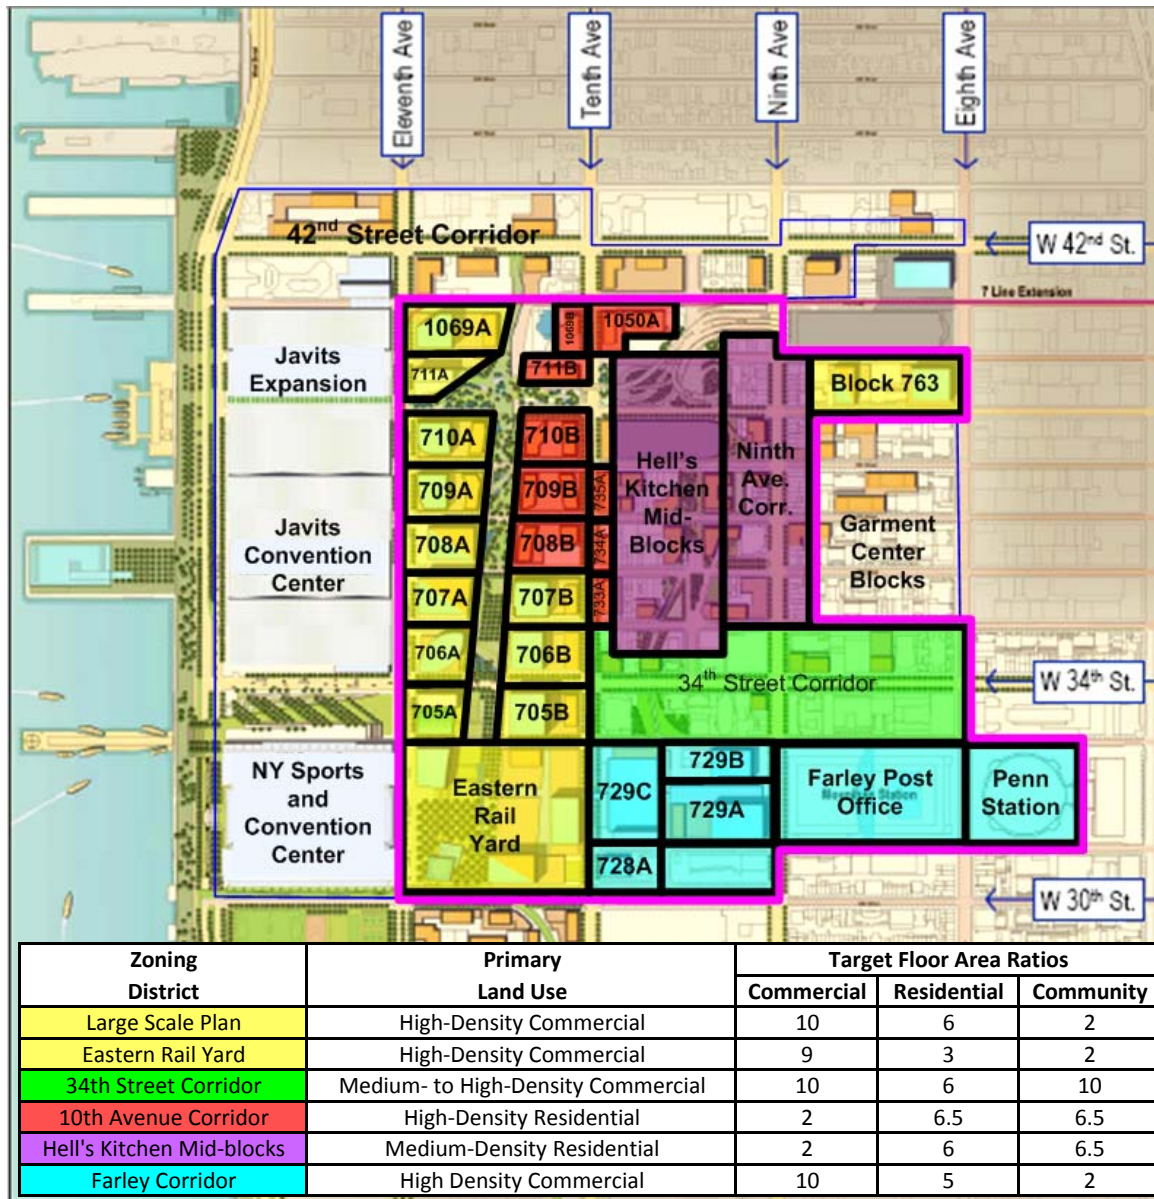 Eleventh Ave
Tenth Ave
Ninth Ave
Eighth Ave
42nd Street Corridor
W 42nd St.
7 Line Extension
1069A
1069B
1050A
Javits
Expansion
711A
711B
Block 763
710A
710B
Hell's
Kitchen
Mid-
Blocks
Ninth
Ave.
Corr.
709A
709B
735A
Javits
Convention
Center
708A
708B
734A
Garment
Center
Blocks
707A
707B
733A
706A
706B
34th Street Corridor
W 34th St.
705A
705B
NY Sports
and
Convention
Center
Eastern
Rail
Yard
729C
729B
729A
Farley Post
Office
Penn
Station
728A
W 30th St.
Zoning District Primary Land Use Target Floor Area Ratios
Commercial Residential Community
Large Scale Plan High-Density Commercial 10 6 2
Eastern Rail Yard High-Density Commercial 9 3 2
34th Street Corridor Medium- to High-Density Commercial 10 6 10
10th Avenue Corridor High-Density Residential 2 6.5 6.5
Hell's Kitchen Mid-blocks Medium-Density Residential 2 6 6.5
Farley Corridor High Density Commercial 10 5 2